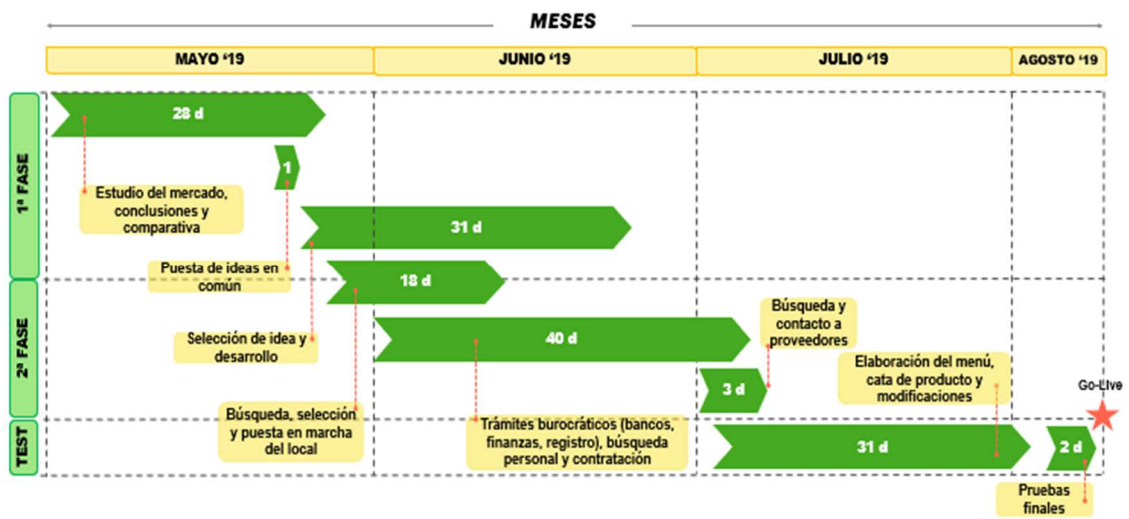 MESES
MAYO ‘19
JUNIO ‘19
JULIO ‘19
AGOSTO ‘19
1ª FASE
28 d
1
Estudio del mercado,
conclusiones y
comparativa
31 d
Puesta de ideas en
común
2ª FASE
18 d
Selección de idea y
desarrollo
40 d
Búsqueda y
contacto a
proveedores
3 d
Búsqueda, selección
y puesta en marcha
del local
Trámites burocráticos (bancos,
finanzas, registro), búsqueda
personal y contratación
Elaboración del menú,
cata de producto y
modificaciones
Go-Live
TEST
31 d
2 d
Pruebas
finales